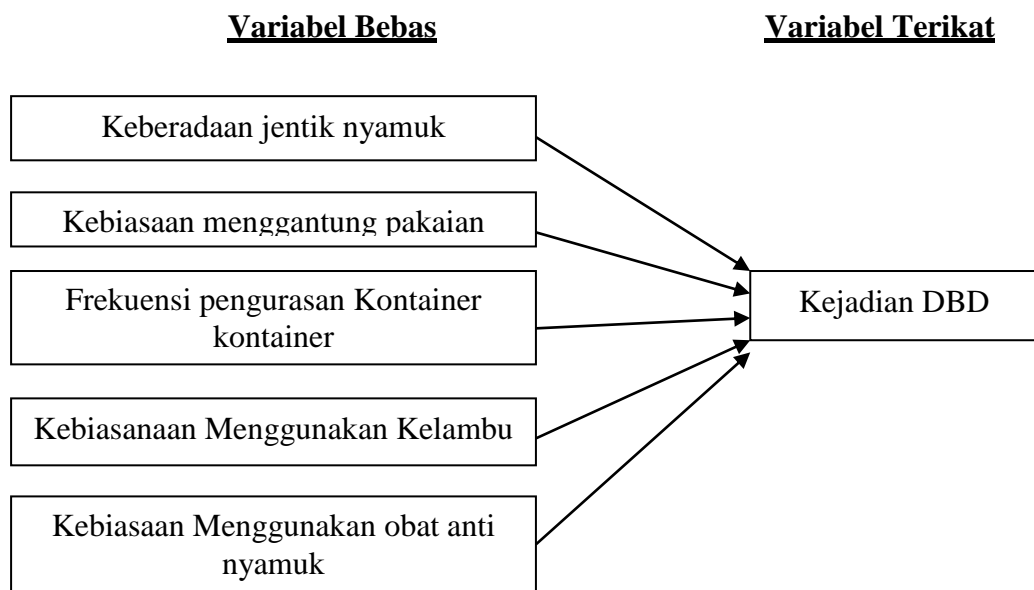 Variabel Bebas
Variabel Terikat
Keberadaan jentik nyamuk
Kebiasaan menggantung pakaian
Frekuensi pengurasan Kontainer
kontainer
Kebiasanaan Menggunakan Kelambu
Kebiasaan Menggunakan obat anti
nyamuk
Kejadian DBD